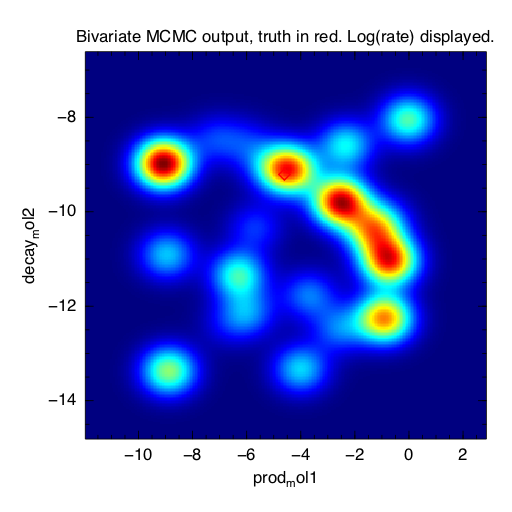 Bivariate MCMC output, truth in red. Log(rate) displayed.
−8
−10
−12
−14
decay_mol2
−10 −8 −6 −4 −2 0 2
prod_mol1